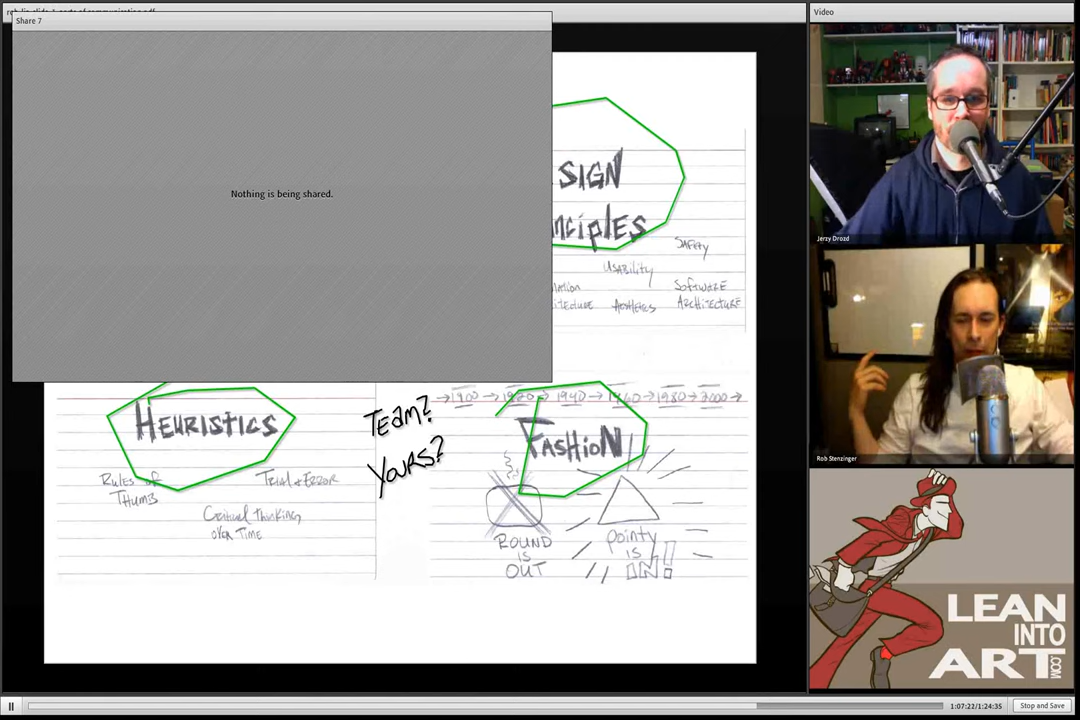 Share 7
Video
Nothing is being shared.
SIGN
nciples
SAFETY
USABILITY
SOFTWARE
AESTHETICS
ARCHITECTURE
Jerzy Drozd
Rob Stenzinger
HEURISTICS
RULES of
THUMB
TRIAL & ERROR
Critical Thinking
OVER TIME
Team?
YOURS?
→1900→1920→1940→1960→1980→2000→
FASHION
ROUND
IS
OUT
POINTY
IS
IN!
LEAN
INTO
ART.COM
1:07:22/1:24:35
Stop and Save